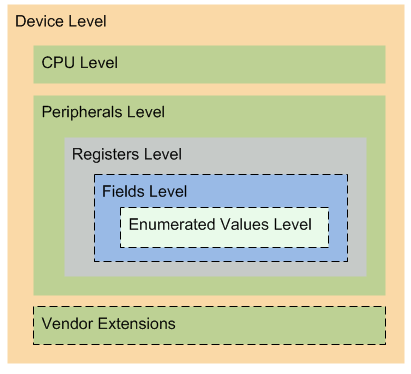 Device Level
CPU Level
Peripherals Level
Registers Level
Fields Level
Enumerated Values Level
Vendor Extensions